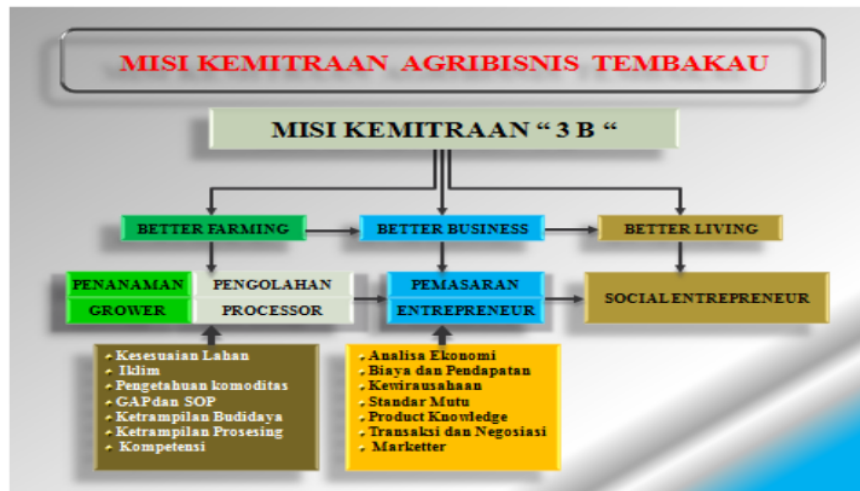 MISI KEMITRAAN AGRIBISNIS TEMBAKAU
MISI KEMITRAAN “ 3 B “
BETTER FARMING
BETTER BUSINESS
BETTER LIVING
PENANAMAN
GROWER
PENGOLAHAN
PROCESSOR
PEMASARAN
ENTREPRENEUR
SOCIAL ENTREPRENEUR
Kesesuaian Lahan
Iklim
Pengetahuan komoditas
GAP dan SOP
Ketrampilan Budidaya
Ketrampilan Prosesing
Kompetensi
Analisa Ekonomi
Biaya dan Pendapatan
Kewirausahaan
Standar Mutu
Product Knowledge
Transaksi dan Negosiasi
Marketter